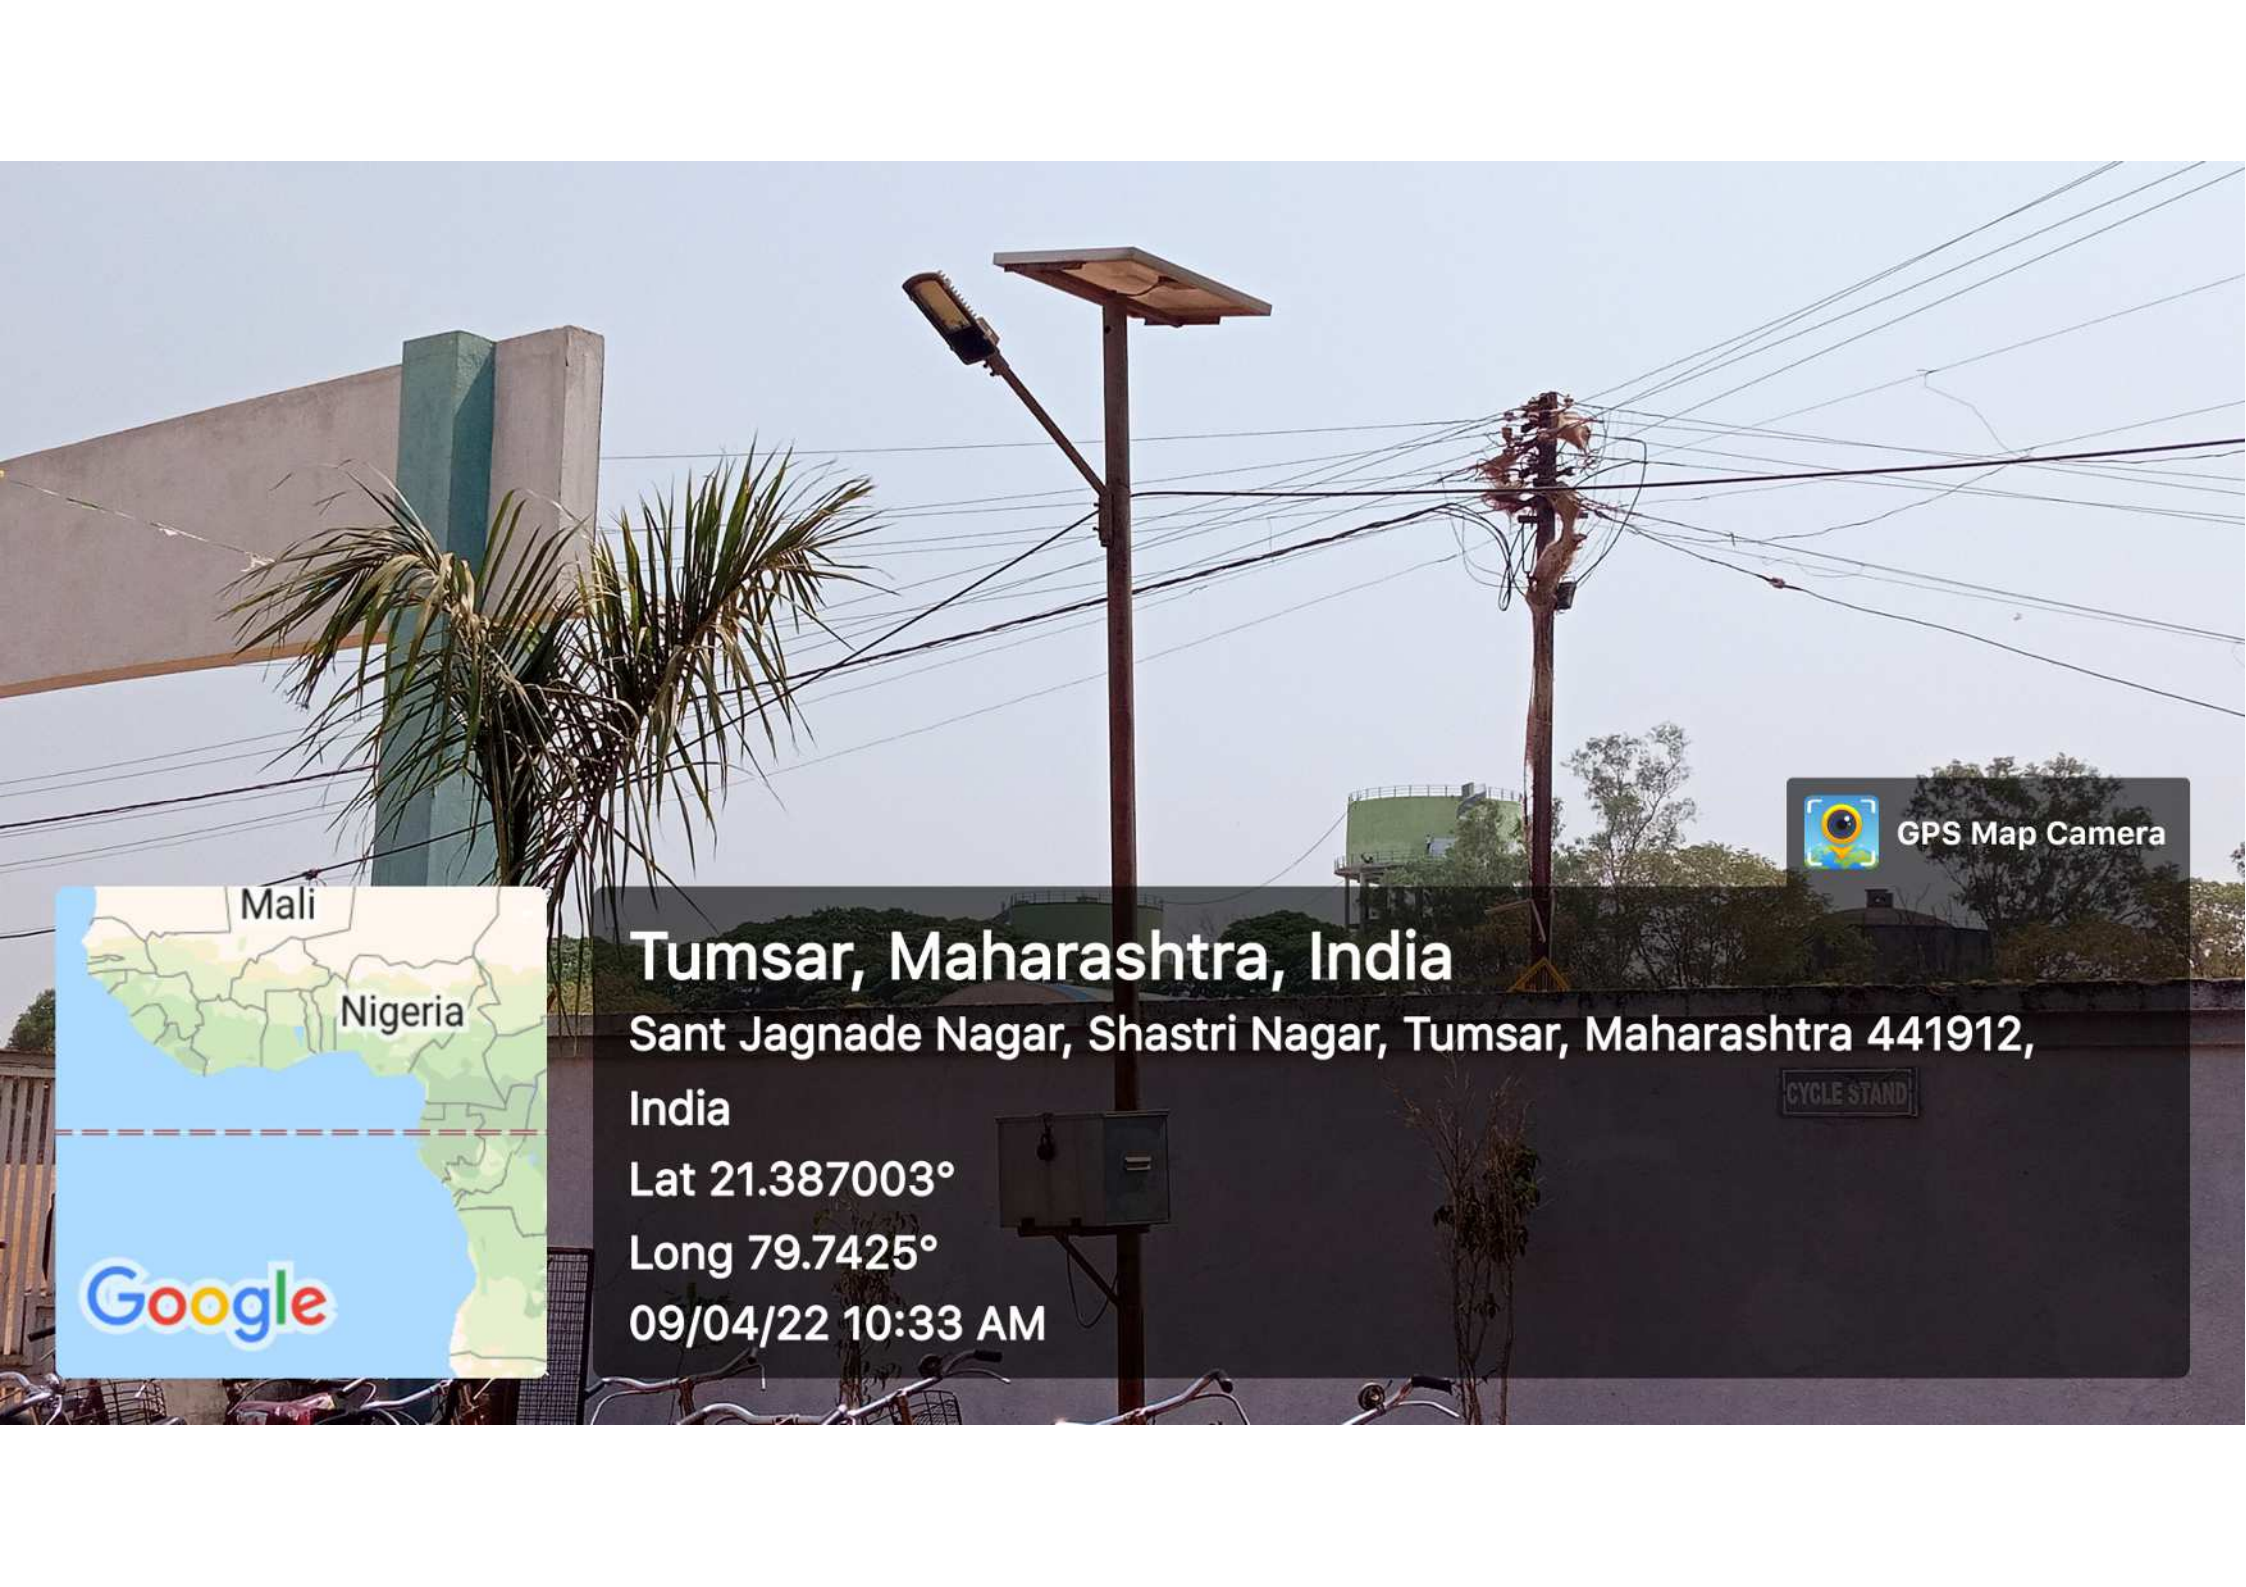 GPS Map Camera
Mali
Nigeria
Google
Tumsar, Maharashtra, India
Sant Jagnade Nagar, Shastri Nagar, Tumsar, Maharashtra 441912,
India
Lat 21.387003°
Long 79.7425°
09/04/22 10:33 AM
CYCLE STAND